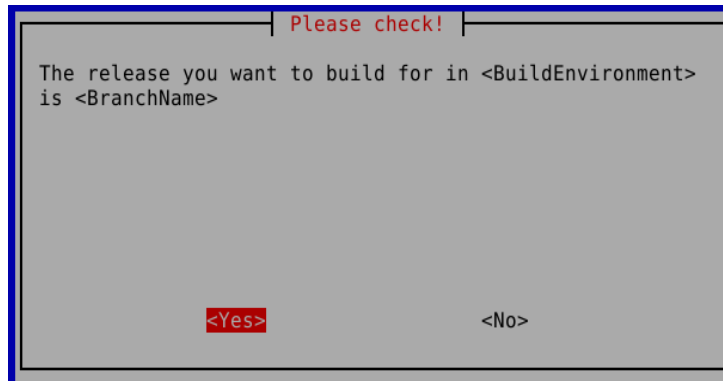 Please check!
The release you want to build for in <BuildEnvironment>
is <BranchName>
<Yes> <No>